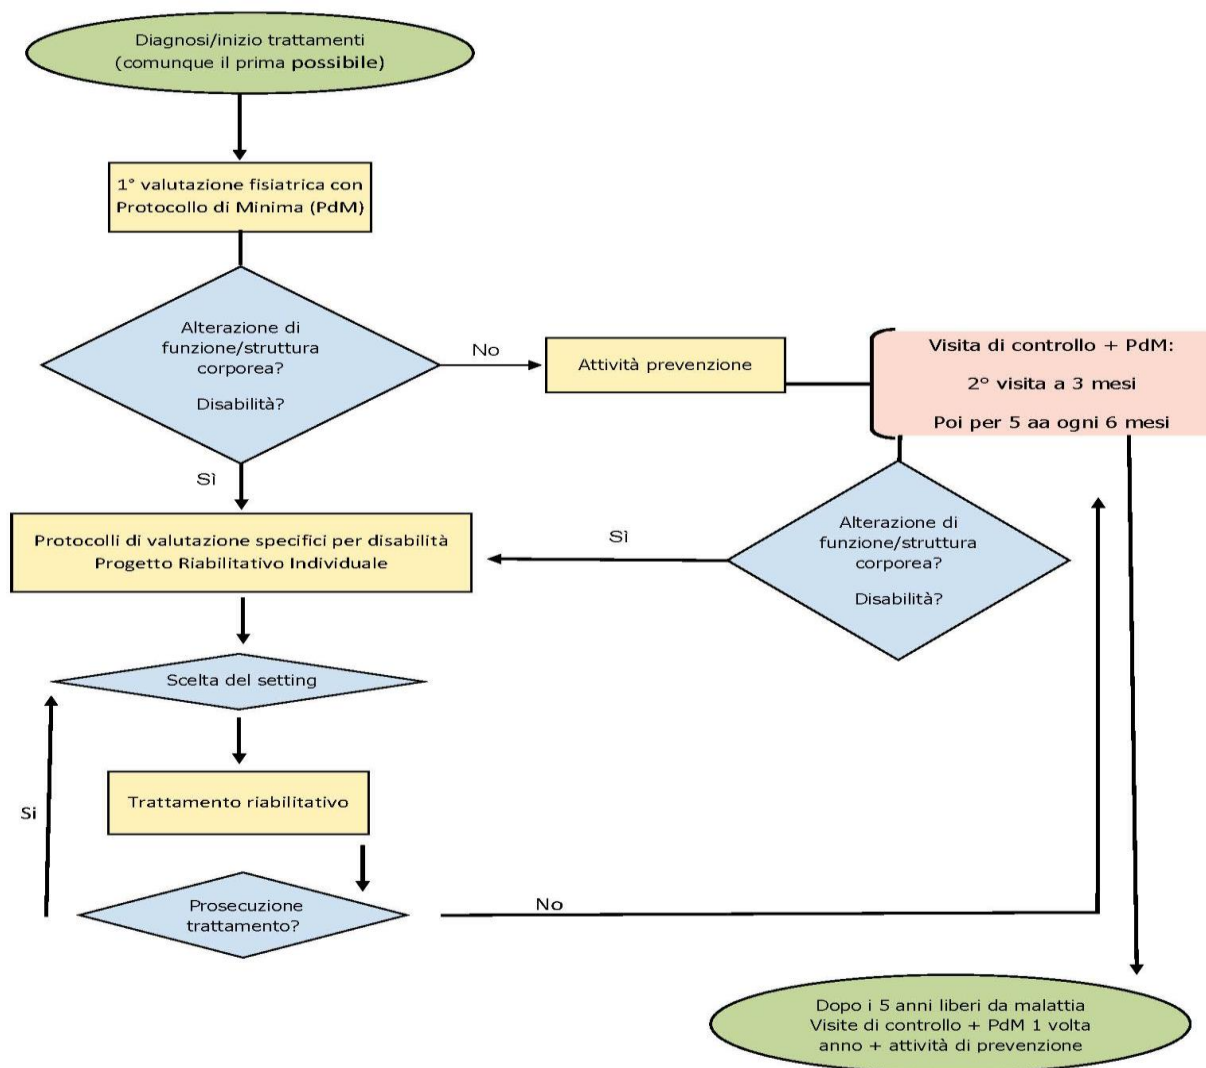 Diagnosi/inizio trattamenti
(comunque il prima possibile)
1° valutazione fisiatrica con
Protocollo di Minima (PdM)
Alterazione di
funzione/struttura
corporea?
Disabilità?
No
Attività prevenzione
Visita di controllo + PdM:
2° visita a 3 mesi
Poi per 5 aa ogni 6 mesi
Sì
Protocolli di valutazione specifici per disabilità
Progetto Riabilitativo Individuale
Sì
Alterazione di
funzione/struttura
corporea?
Disabilità?
Scelta del setting
Trattamento riabilitativo
Si
Prosecuzione
trattamento?
No
Dopo i 5 anni liberi da malattia
Visite di controllo + PdM 1 volta
anno + attività di prevenzione